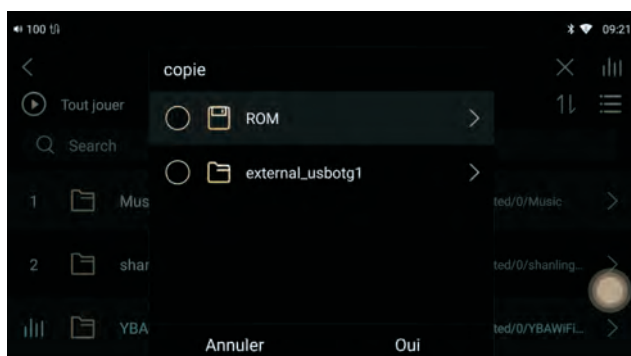 100
09:21
copie
Tout jouer
ROM
Search
external_usbotg1
1 Mus ted/0/Music
2 shan ted/0/shanling...
YBA ted/0/YBAWiFi...
Annuler Oui